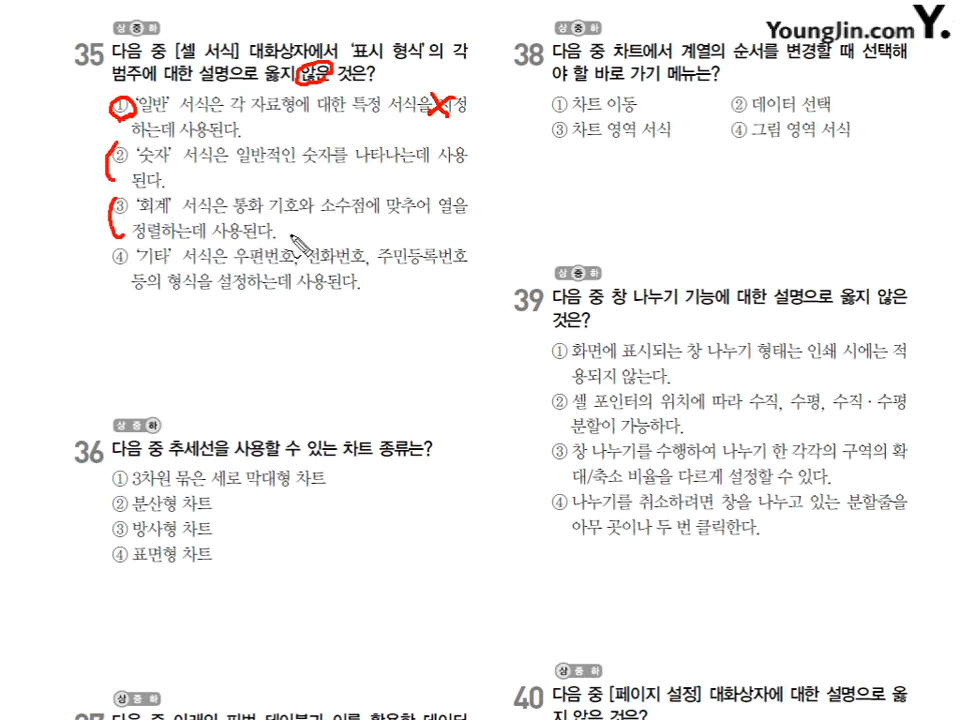 YoungJin.com Y.
상 중 하
35 다음 중 [셀 서식] 대화상자에서 ‘표시 형식’의 각
범주에 대한 설명으로 옳지 않은 것은?
① ‘일반’ 서식은 각 자료형에 대한 특정 서식을 지정
하는데 사용된다.
② ‘숫자’ 서식은 일반적인 숫자를 나타나는데 사용
된다.
③ ‘회계’ 서식은 통화 기호와 소수점에 맞추어 열을
정렬하는데 사용된다.
④ ‘기타’ 서식은 우편번호, 전화번호, 주민등록번호
등의 형식을 설정하는데 사용된다.
상 중 하
36 다음 중 추세선을 사용할 수 있는 차트 종류는?
① 3차원 묶은 세로 막대형 차트
② 분산형 차트
③ 방사형 차트
④ 표면형 차트
상 중 하
상 중 하
38 다음 중 차트에서 계열의 순서를 변경할 때 선택해
야 할 바로 가기 메뉴는?
① 차트 이동 ② 데이터 선택
③ 차트 영역 서식 ④ 그림 영역 서식
상 중 하
39 다음 중 창 나누기 기능에 대한 설명으로 옳지 않은
것은?
① 화면에 표시되는 창 나누기 형태는 인쇄 시에는 적
용되지 않는다.
② 셀 포인터의 위치에 따라 수직, 수평, 수직·수평
분할이 가능하다.
③ 창 나누기를 수행하여 나누기 한 각각의 구역의 확
대/축소 비율을 다르게 설정할 수 있다.
④ 나누기를 취소하려면 창을 나누고 있는 분할줄을
아무 곳이나 두 번 클릭한다.
상 중 하
40 다음 중 [페이지 설정] 대화상자에 대한 설명으로 옳
지 않은 것은?